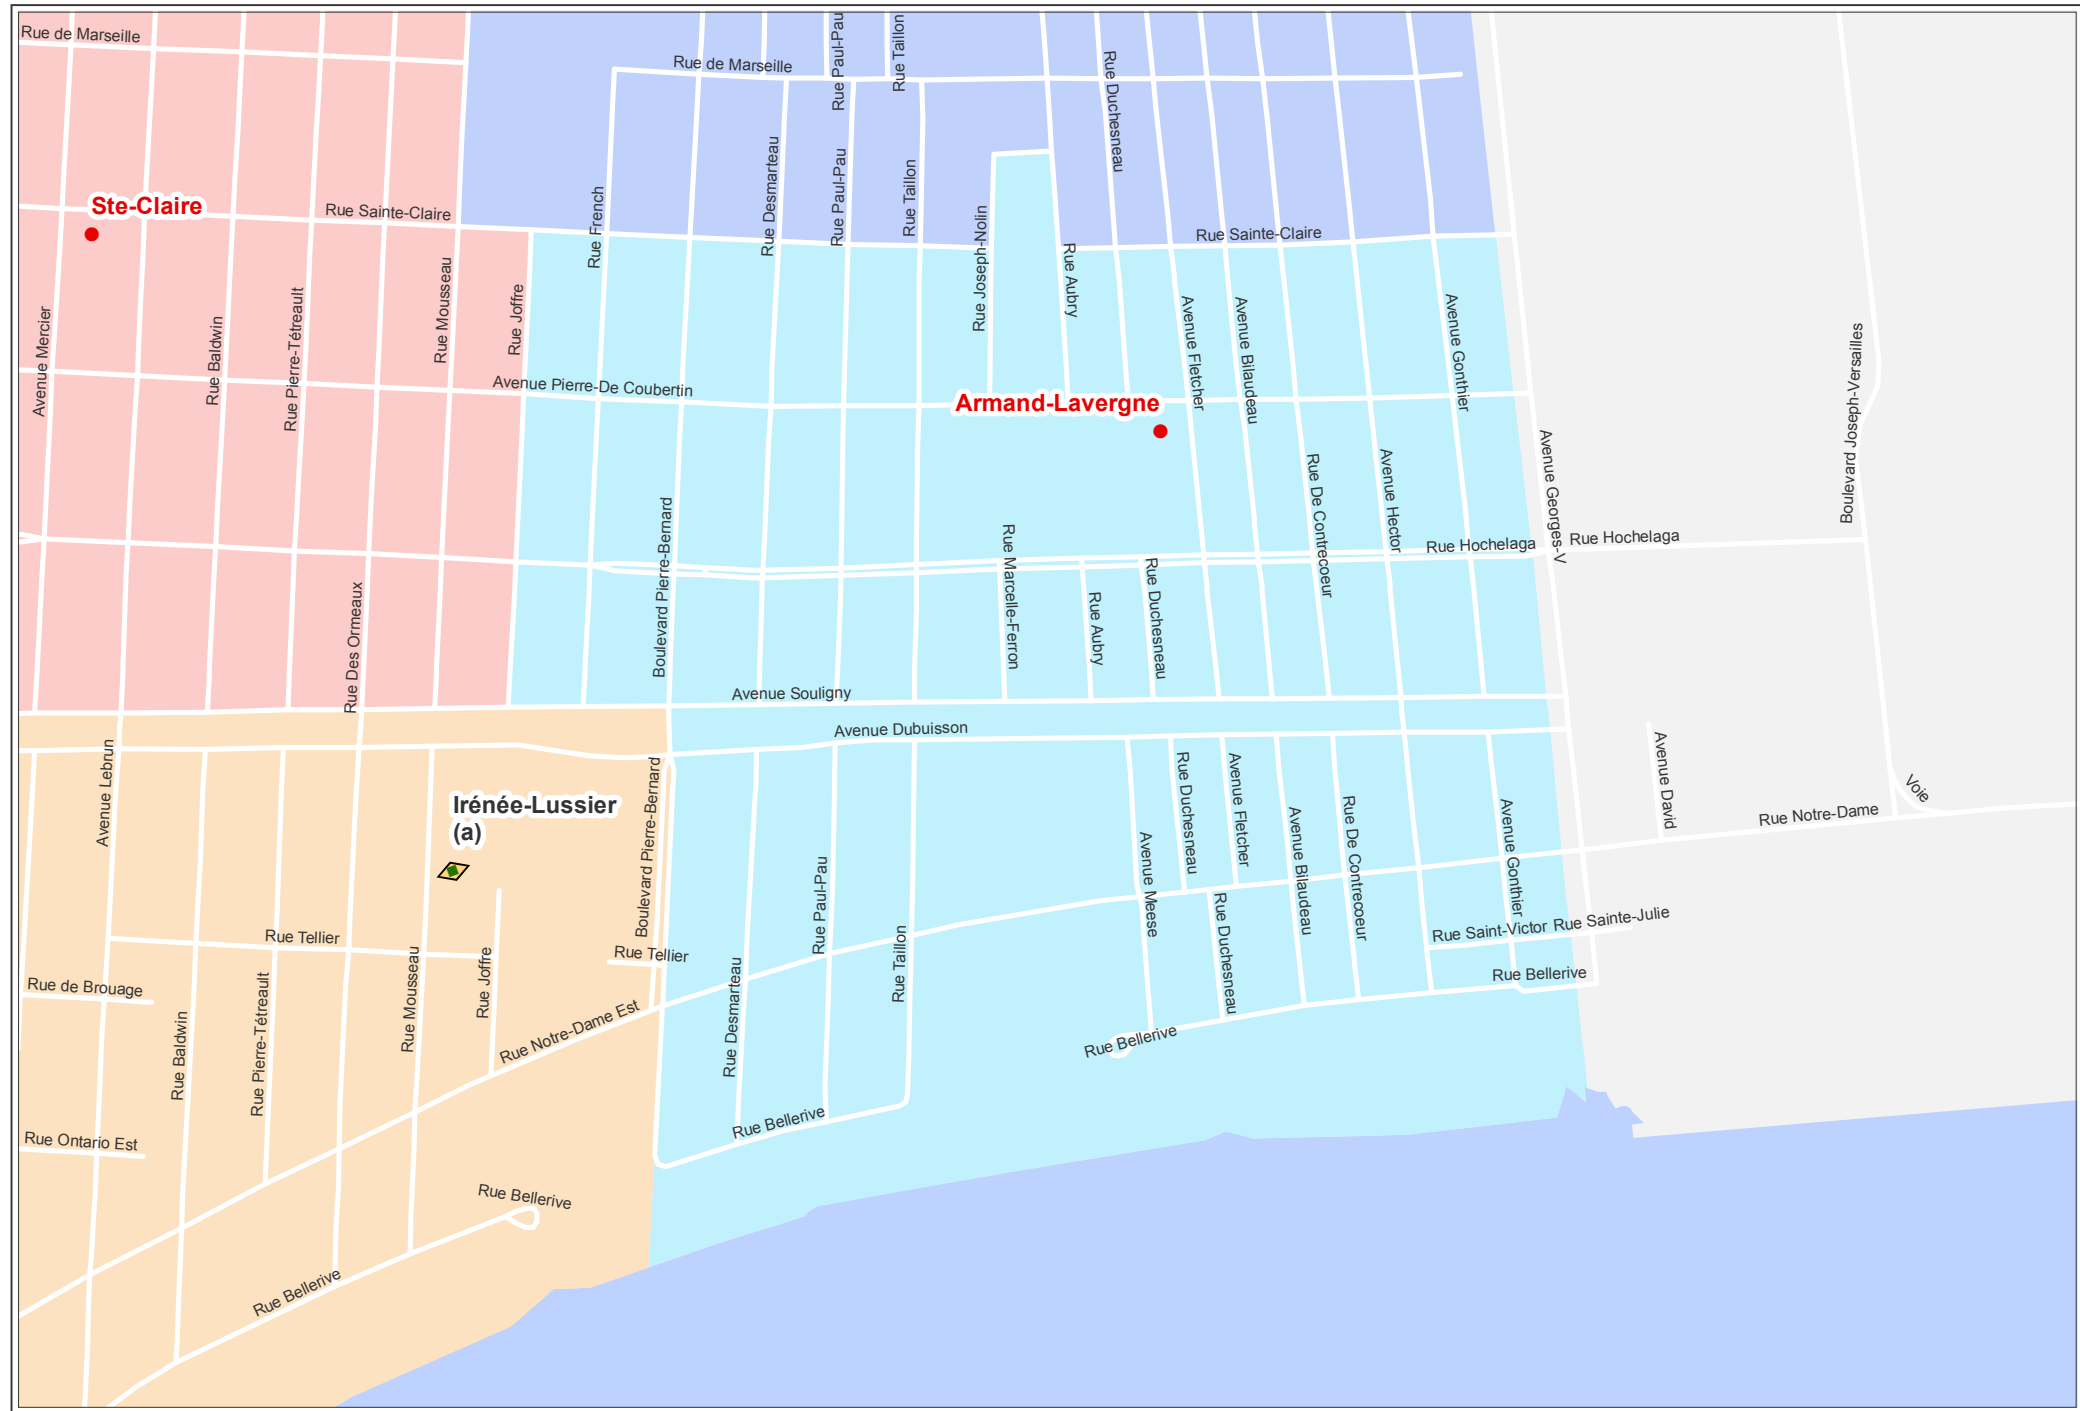 Rue de Marseille
Rue de Marseille
Rue Paul-Pau
Rue Taillon
Rue Duchesneau
Ste-Claire
Rue Sainte-Claire
Rue French
Rue Desmarteau
Rue Paul-Pau
Rue Taillon
Rue Joseph-Nolin
Rue Aubry
Rue Sainte-Claire
Avenue Mercier
Rue Baldwin
Rue Pierre-Tétreault
Rue Mousseau
Rue Joffre
Avenue Pierre-De Coubertin
Armand-Lavergne
Avenue Fletcher
Avenue Bilaudeau
Avenue Gonthier
Boulevard Joseph-Versailles
Rue De Contrecoeur
Avenue Hector
Avenue Georges-V
Rue Hochelaga
Rue Hochelaga
Rue Des Ormeaux
Boulevard Pierre-Bernard
Rue Marcelle-Ferron
Rue Aubry
Rue Duchesneau
Avenue Souligny
Avenue Dubuisson
Avenue Lebrun
Irénée-Lussier
(a)
Boulevard Pierre-Bernard
Rue Duchesneau
Avenue Fletcher
Avenue Meese
Avenue Bilaudeau
Rue De Contrecoeur
Avenue Gonthier
Avenue David
Voie
Rue Notre-Dame
Rue Tellier
Rue Tellier
Rue Paul-Pau
Rue Taillon
Rue Duchesneau
Rue Saint-Victor
Rue Sainte-Julie
Rue Bellerive
Rue de Brouage
Rue Baldwin
Rue Pierre-Tétreault
Rue Mousseau
Rue Joffre
Rue Notre-Dame Est
Rue Desmarteau
Rue Bellerive
Rue Bellerive
Rue Ontario Est
Rue Bellerive
Rue Bellerive